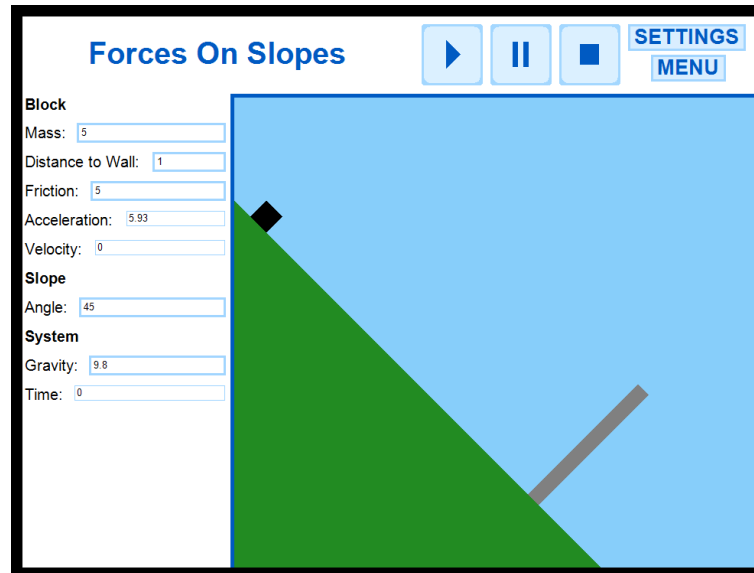 Forces On Slopes
SETTINGS
MENU
Block
Mass: 5
Distance to Wall: 1
Friction: 5
Acceleration: 5.93
Velocity: 0
Slope
Angle: 45
System
Gravity: 9.8
Time: 0